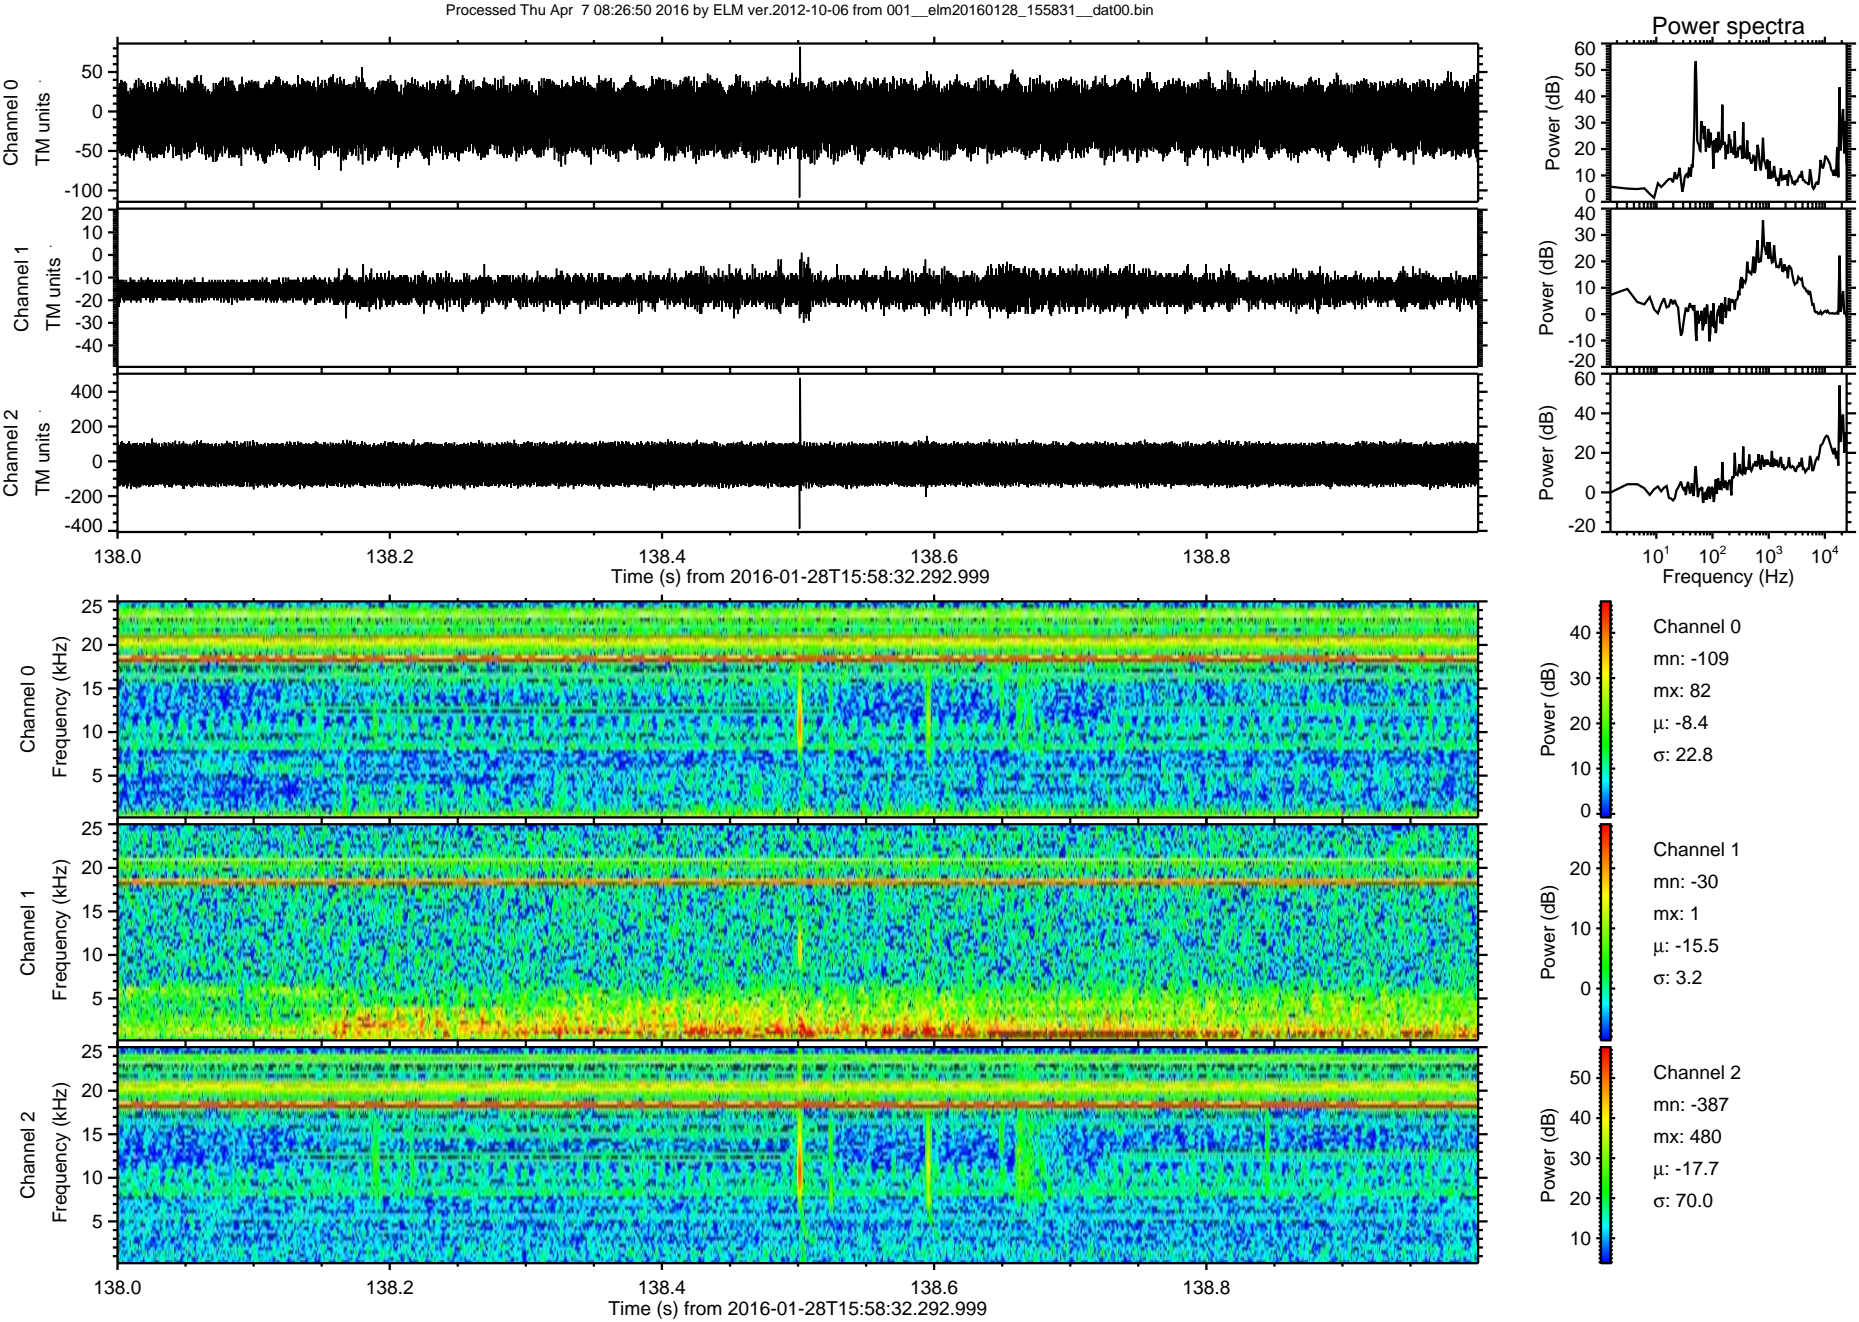 Processed Thu Apr  7 08:26:50 2016 by ELM ver.2012-10-06 from 001__elm20160128_155831__dat00.bin
Power spectra
Channel 0
TM units
50
0
-50
-100
Power (dB)
60
50
40
30
20
10
0
Channel 1
TM units
20
10
0
-10
-20
-30
-40
Power (dB)
40
30
20
10
0
-10
-20
Channel 2
TM units
400
200
0
-200
-400
Power (dB)
60
40
20
0
-20
138.0 138.2 138.4 138.6 138.8
Time (s) from 2016-01-28T15:58:32.292.999
10¹ 10² 10³ 10⁴
Frequency (Hz)
Channel 0
Frequency (kHz)
25
20
15
10
5
Power (dB)
40
30
20
10
0
Channel 0
mn: -109
mx: 82
μ: -8.4
σ: 22.8
Channel 1
Frequency (kHz)
25
20
15
10
5
Power (dB)
20
10
0
Channel 1
mn: -30
mx: 1
μ: -15.5
σ: 3.2
Channel 2
Frequency (kHz)
25
20
15
10
5
Power (dB)
50
40
30
20
10
Channel 2
mn: -387
mx: 480
μ: -17.7
σ: 70.0
138.0 138.2 138.4 138.6 138.8
Time (s) from 2016-01-28T15:58:32.292.999